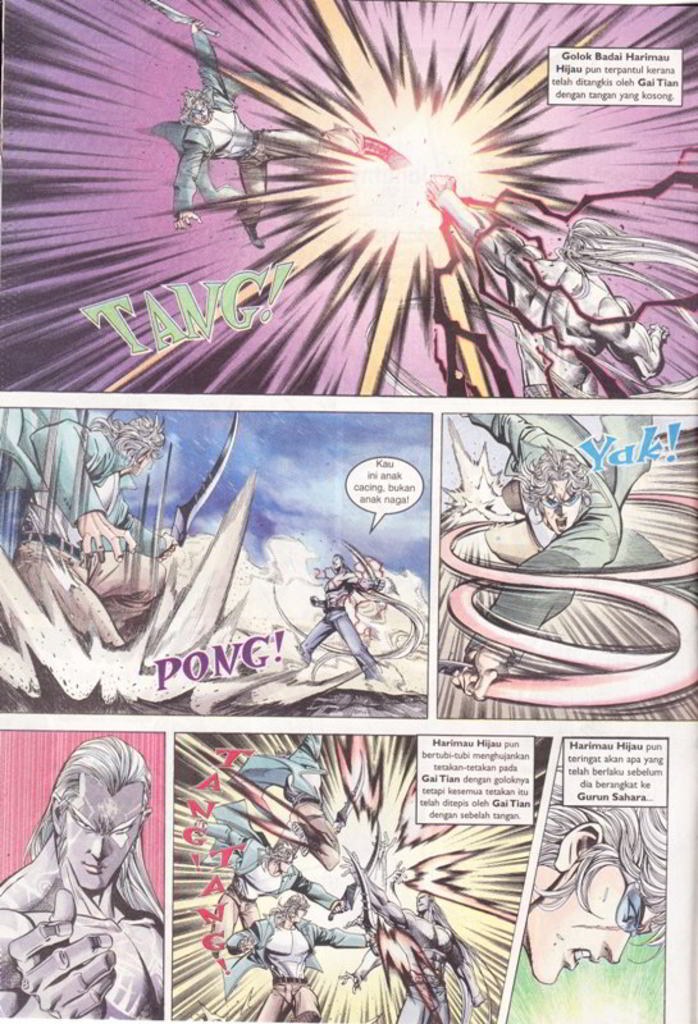 Golok Badai Harimau
Hijau pun terpantul kerana
telah ditangkis oleh Gai Tian
dengan tangan yang kosong.
TANG!
Kau
ini anak
cacing, bukan
anak naga!
PONG!
Yak!
TANG!
TANG!
TANG!
Harimau Hijau pun
bertubi-tubi menghujankan
tetakan-tetakan pada
Gai Tian dengan goloknya
tetapi kesemua tetakan itu
telah ditepis oleh Gai Tian
dengan sebelah tangan.
Harimau Hijau pun
teringat akan apa yang
telah berlaku sebelum
dia berangkat ke
Gurun Sahara...